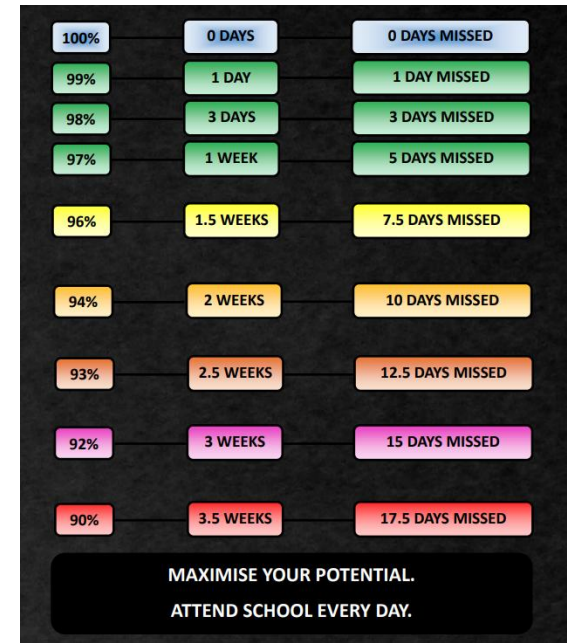 100% 0 DAYS 0 DAYS MISSED
99% 1 DAY 1 DAY MISSED
98% 3 DAYS 3 DAYS MISSED
97% 1 WEEK 5 DAYS MISSED
96% 1.5 WEEKS 7.5 DAYS MISSED
94% 2 WEEKS 10 DAYS MISSED
93% 2.5 WEEKS 12.5 DAYS MISSED
92% 3 WEEKS 15 DAYS MISSED
90% 3.5 WEEKS 17.5 DAYS MISSED
MAXIMISE YOUR POTENTIAL.
ATTEND SCHOOL EVERY DAY.